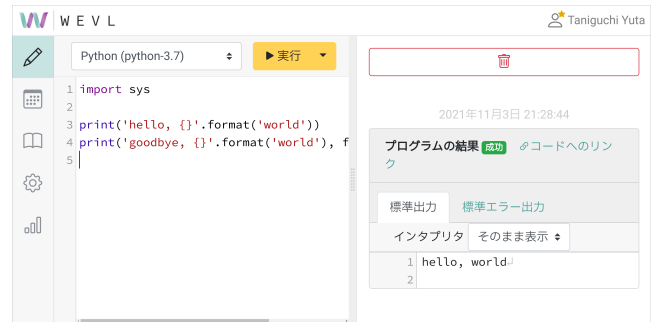 WEVL
Taniguchi Yuta
Python (python-3.7)
実行
1 import sys
2
3 print('hello, {}'.format('world'))
4 print('goodbye, {}'.format('world'), f
5
2021年11月3日 21:28:44
プログラムの結果 成功 コードへのリン
ク
標準出力 標準エラー出力
インタプリタ そのまま表示
1 hello, world↵
2